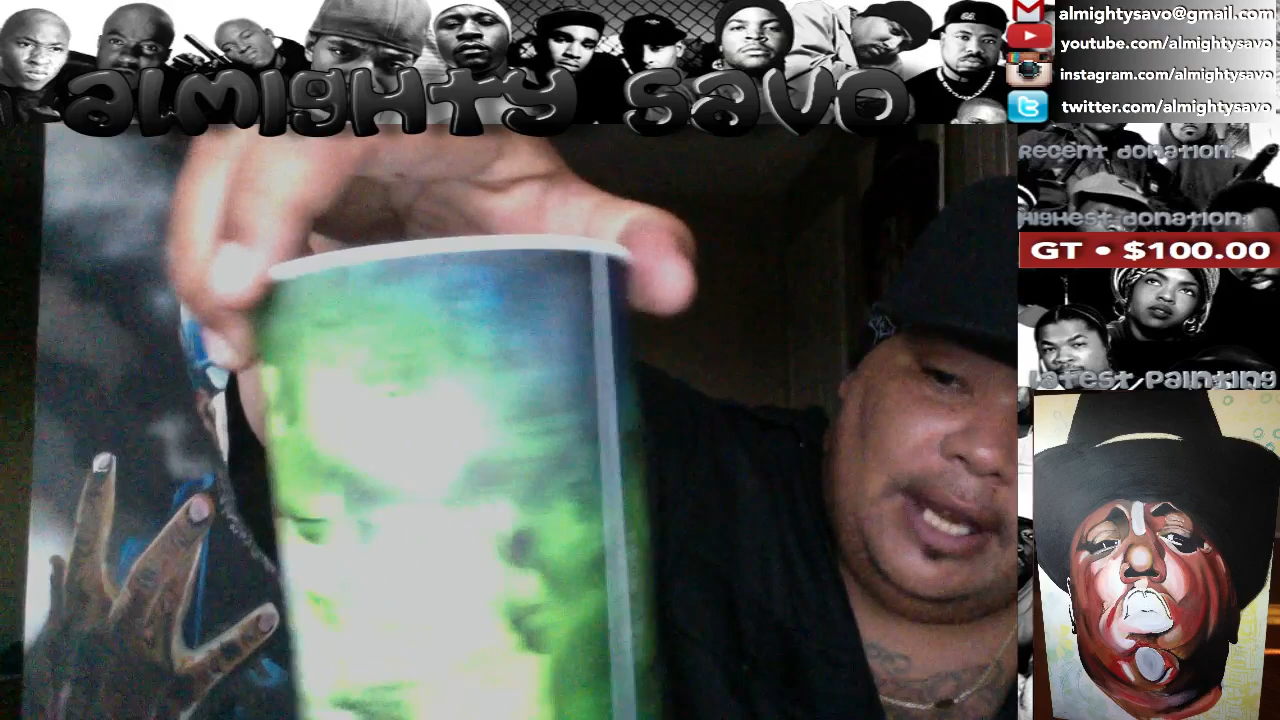 almighty savo
almightysavo@gmail.com
youtube.com/almightysavo
instagram.com/almightysavo
twitter.com/almightysavo
Recent donation:
Highest donation:
GT • $100.00
Latest painting